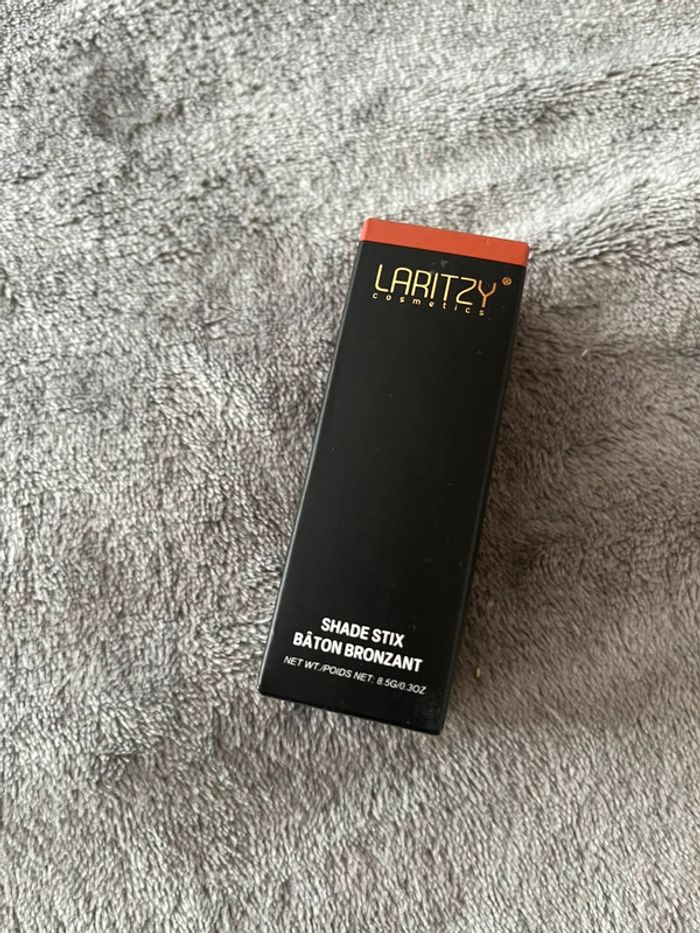 LARITZY®
cosmetics
SHADE STIX
BÂTON BRONZANT
NET WT./POIDS NET: 8.5G/0.3OZ